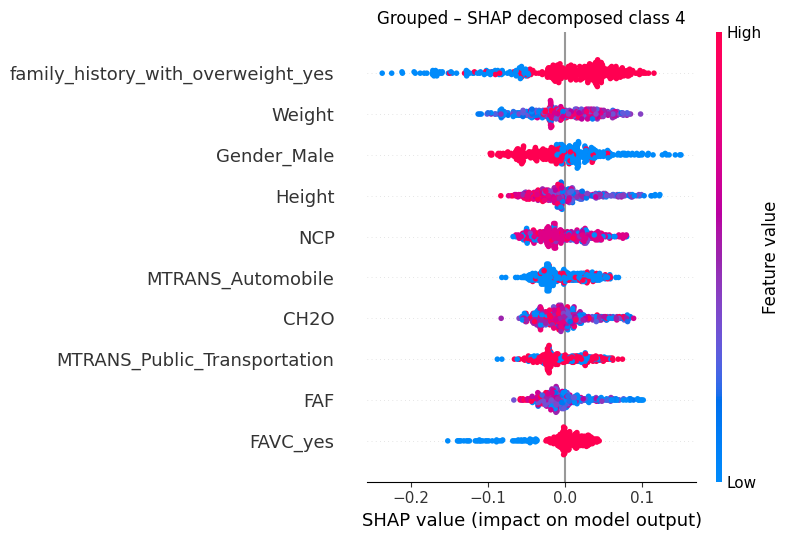 Grouped – SHAP decomposed class 4
family_history_with_overweight_yes
Weight
Gender_Male
Height
NCP
MTRANS_Automobile
CH2O
MTRANS_Public_Transportation
FAF
FAVC_yes
−0.2 −0.1 0.0 0.1
SHAP value (impact on model output)
High
Feature value
Low